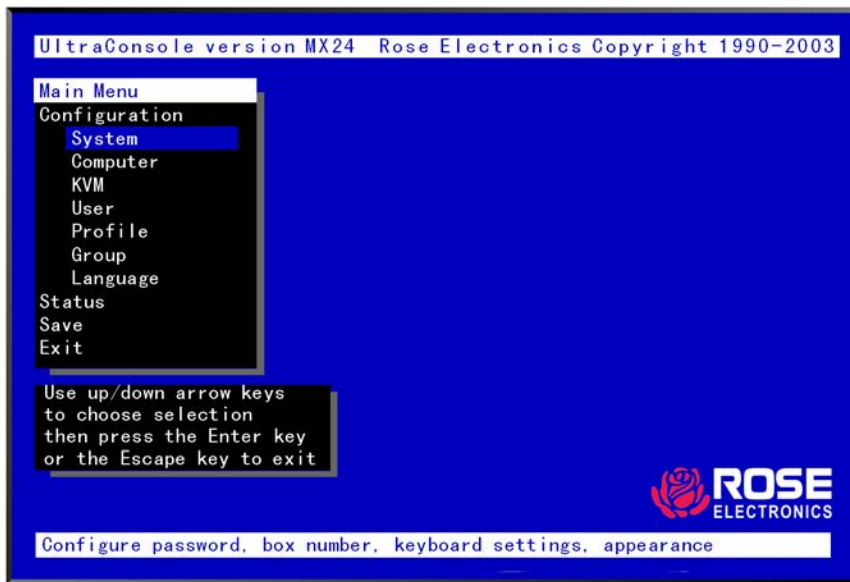 UltraConsole version MX24  Rose Electronics Copyright 1990-2003
Main Menu
Configuration
System
Computer
KVM
User
Profile
Group
Language
Status
Save
Exit
Use up/down arrow keys
to choose selection
then press the Enter key
or the Escape key to exit
ROSE
ELECTRONICS
Configure password, box number, keyboard settings, appearance